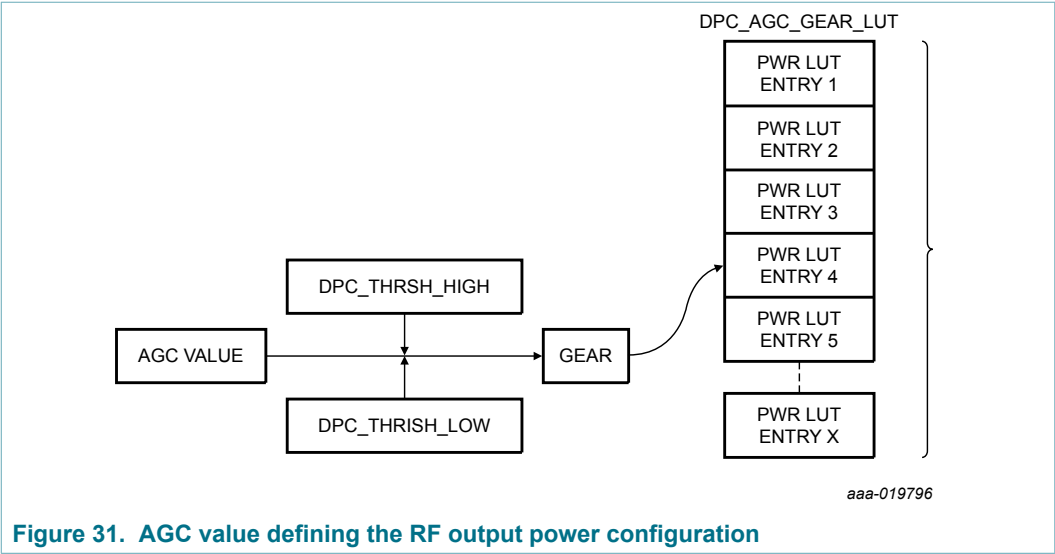 DPC_AGC_GEAR_LUT
PWR LUT
ENTRY 1
PWR LUT
ENTRY 2
PWR LUT
ENTRY 3
PWR LUT
ENTRY 4
PWR LUT
ENTRY 5
PWR LUT
ENTRY X
DPC_THRSH_HIGH
AGC VALUE
GEAR
DPC_THRISH_LOW
aaa-019796
Figure 31. AGC value defining the RF output power configuration